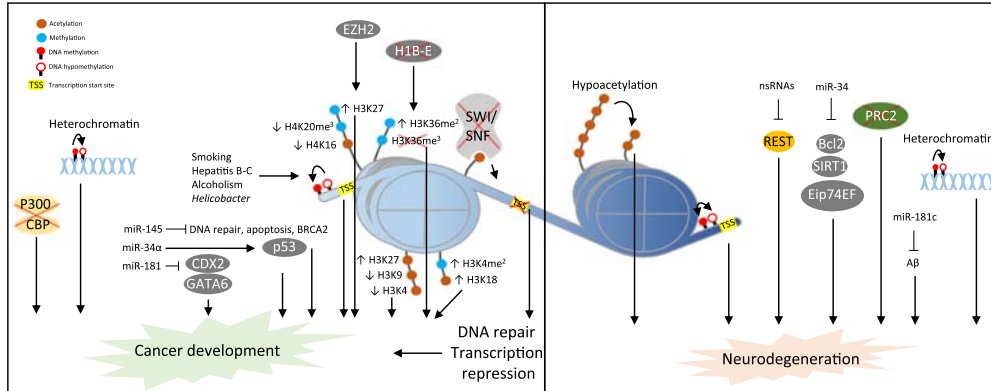 Acetylation
Methylation
DNA methylation
DNA hypomethylation
TSS Transcription start site
Heterochromatin
P300
CBP
Smoking
Hepatitis B-C
Alcoholism
Helicobacter
miR-145
DNA repair, apoptosis, BRCA2
miR-34α
p53
miR-181
CDX2
GATA6
EZH2
H1B-E
↑ H3K27
↓ H4K20me³
↓ H4K16
↑ H3K36me²
H3K36me³
SWI/
SNF
TSS
TSS
↑ H3K27
↓ H3K9
↓ H3K4
↑ H3K4me²
↑ H3K18
Cancer development
DNA repair
Transcription
repression
Hypoacetylation
TSS
nsRNAs
REST
miR-34
Bcl2
SIRT1
Eip74EF
PRC2
Heterochromatin
miR-181c
Aβ
Neurodegeneration